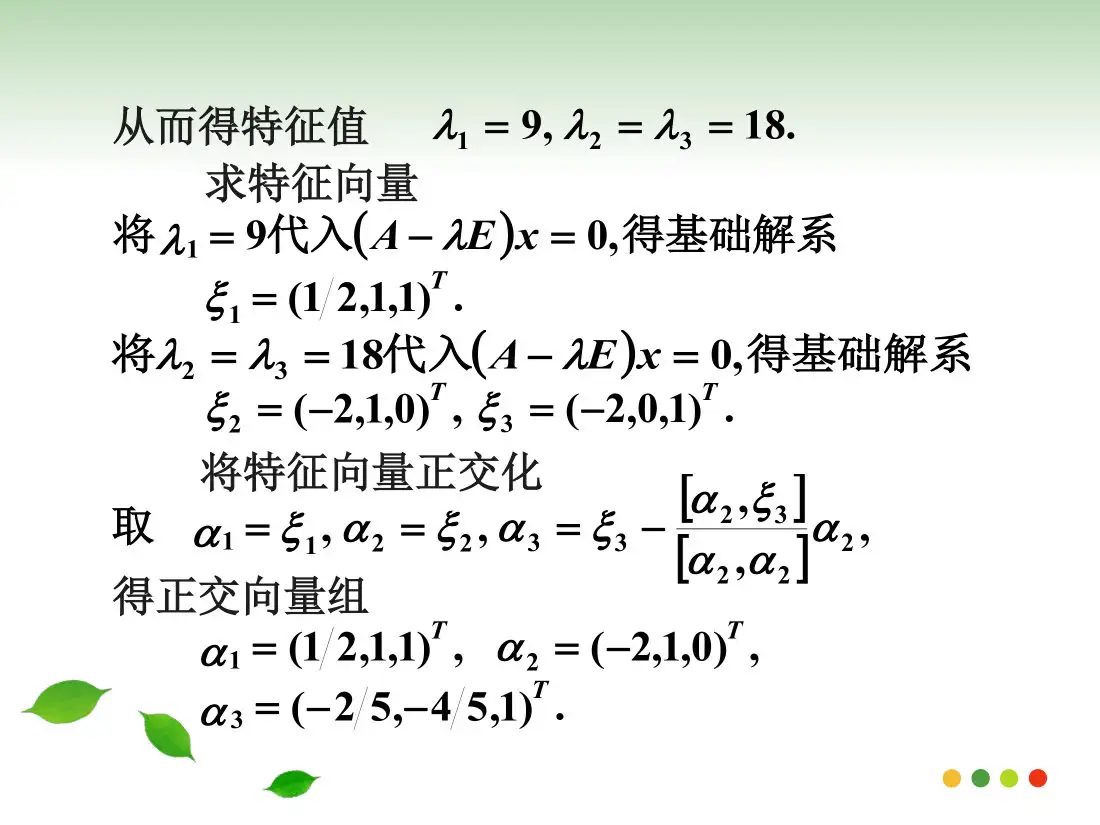 从而得特征值 λ₁ = 9, λ₂ = λ₃ = 18.
求特征向量
将 λ₁ = 9代入(A − λE)x = 0,得基础解系
ξ₁ = (1/2,1,1)ᵀ.
将λ₂ = λ₃ = 18代入(A − λE)x = 0,得基础解系
ξ₂ = (−2,1,0)ᵀ, ξ₃ = (−2,0,1)ᵀ.
将特征向量正交化
取 α₁ = ξ₁, α₂ = ξ₂, α₃ = ξ₃ − [α₂,ξ₃]/[α₂,α₂] α₂,
得正交向量组
α₁ = (1/2,1,1)ᵀ, α₂ = (−2,1,0)ᵀ,
α₃ = (−2/5,−4/5,1)ᵀ.